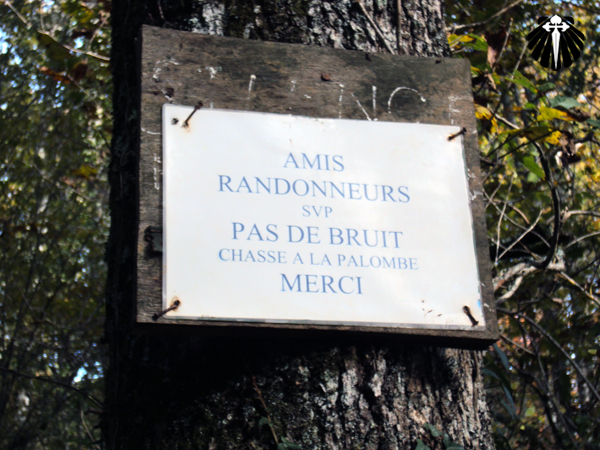 AMIS
RANDONNEURS
SVP
PAS DE BRUIT
CHASSE A LA PALOMBE
MERCI